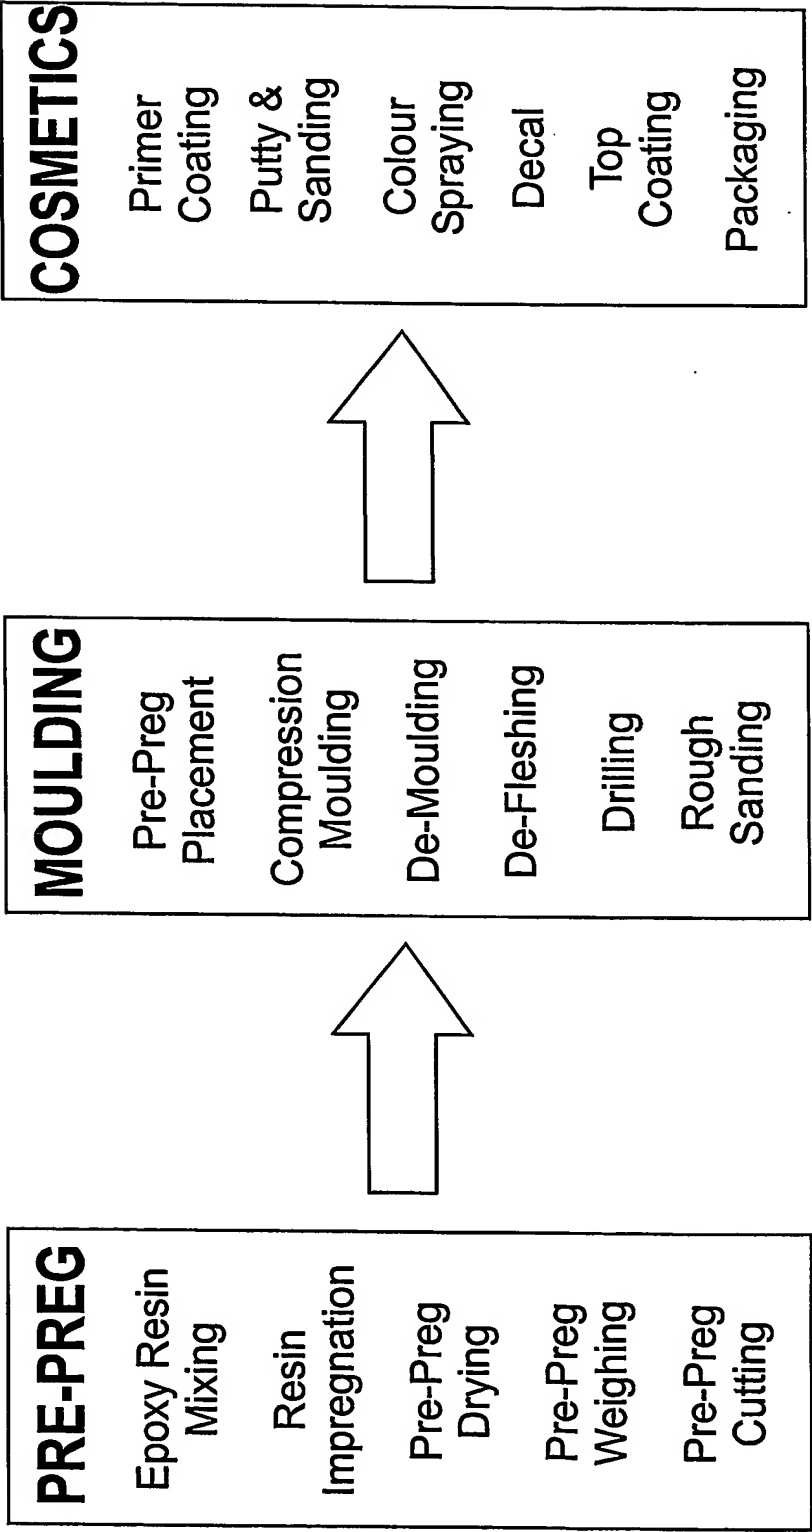 PRE-PREG
Epoxy Resin
Mixing
Resin
Impregnation
Pre-Preg
Drying
Pre-Preg
Weighing
Pre-Preg
Cutting
MOULDING
Pre-Preg
Placement
Compression
Moulding
De-Moulding
De-Fleshing
Drilling
Rough
Sanding
COSMETICS
Primer
Coating
Putty &
Sanding
Colour
Spraying
Decal
Top
Coating
Packaging